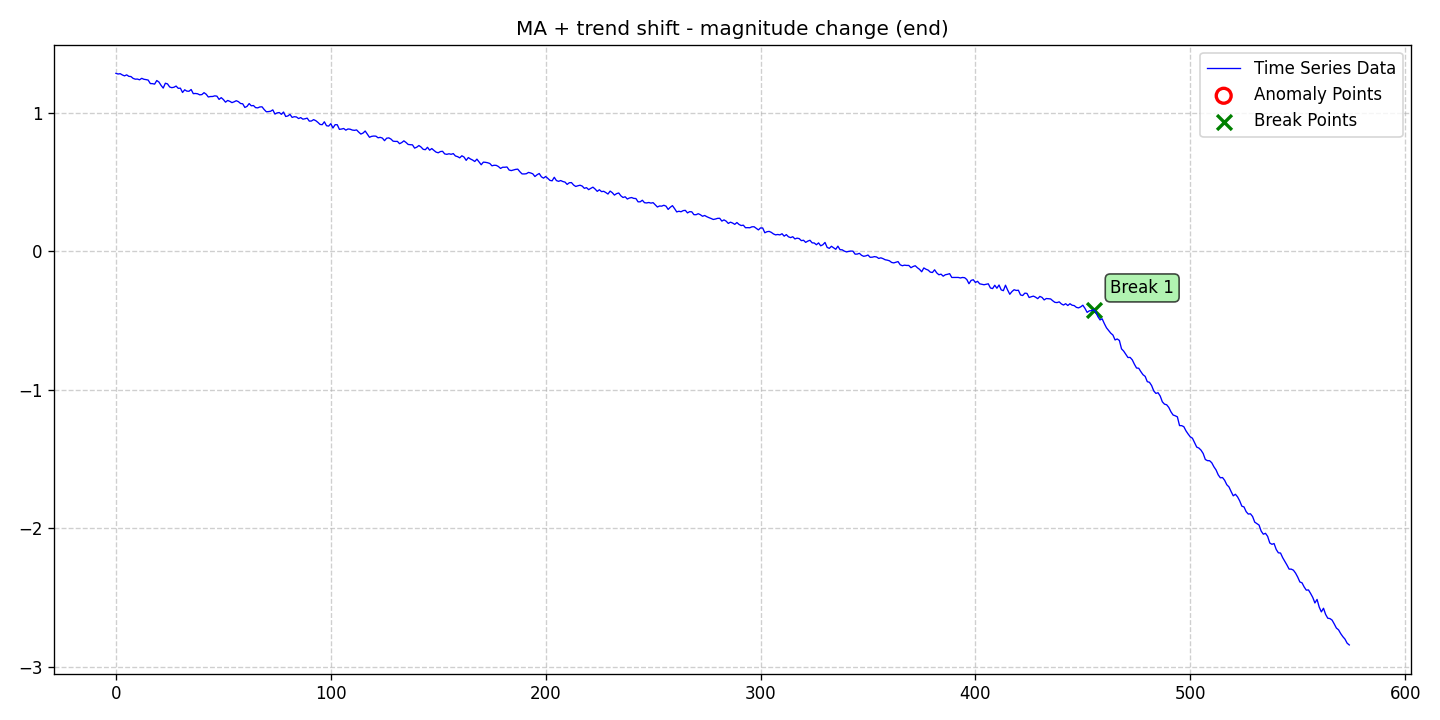 MA + trend shift - magnitude change (end)
Time Series Data
Anomaly Points
Break Points
Break 1
1
0
−1
−2
−3
0 100 200 300 400 500 600